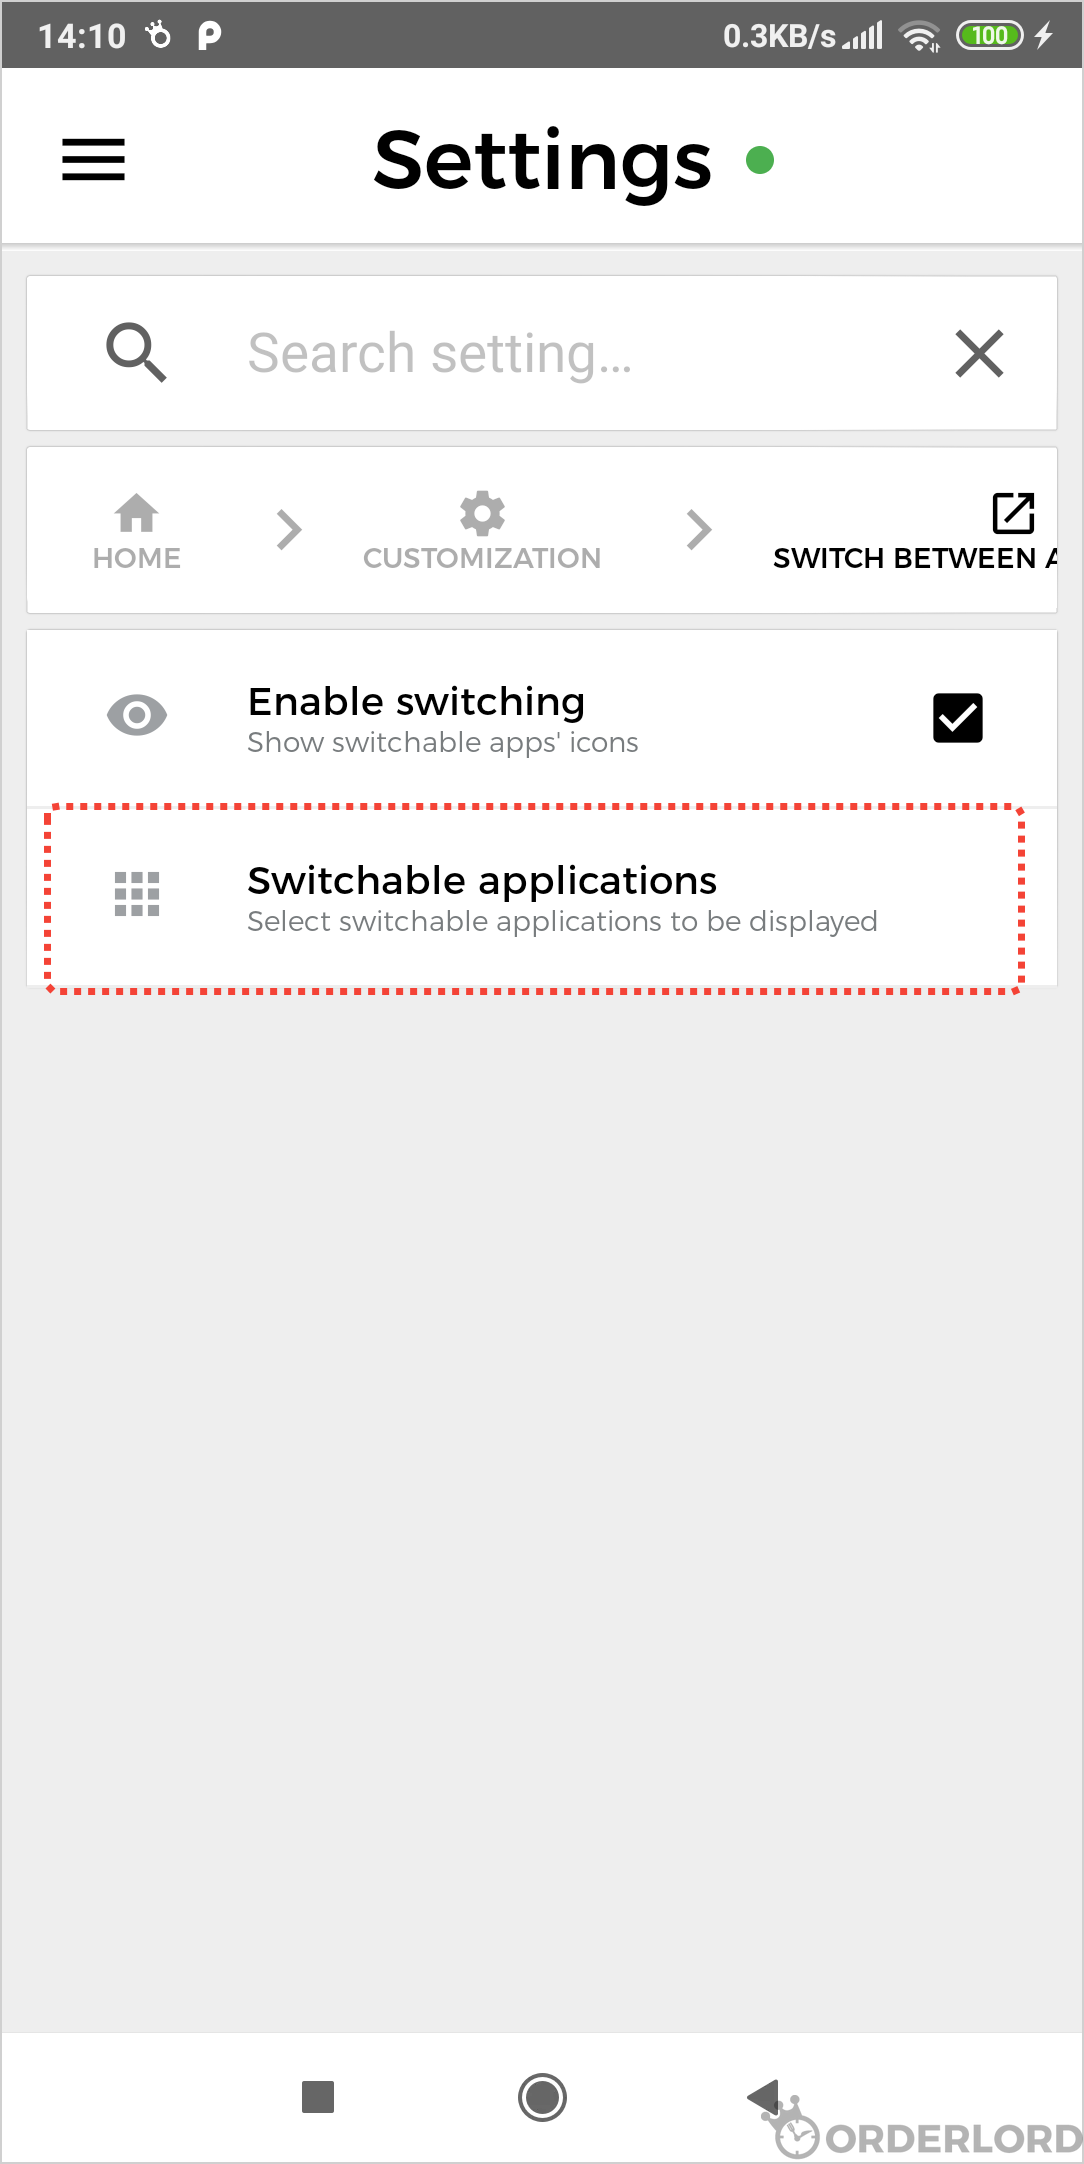 14:10 0.3KB/s 100
Settings
Search setting...
HOME CUSTOMIZATION SWITCH BETWEEN A
Enable switching
Show switchable apps' icons
Switchable applications
Select switchable applications to be displayed
ORDERLORD